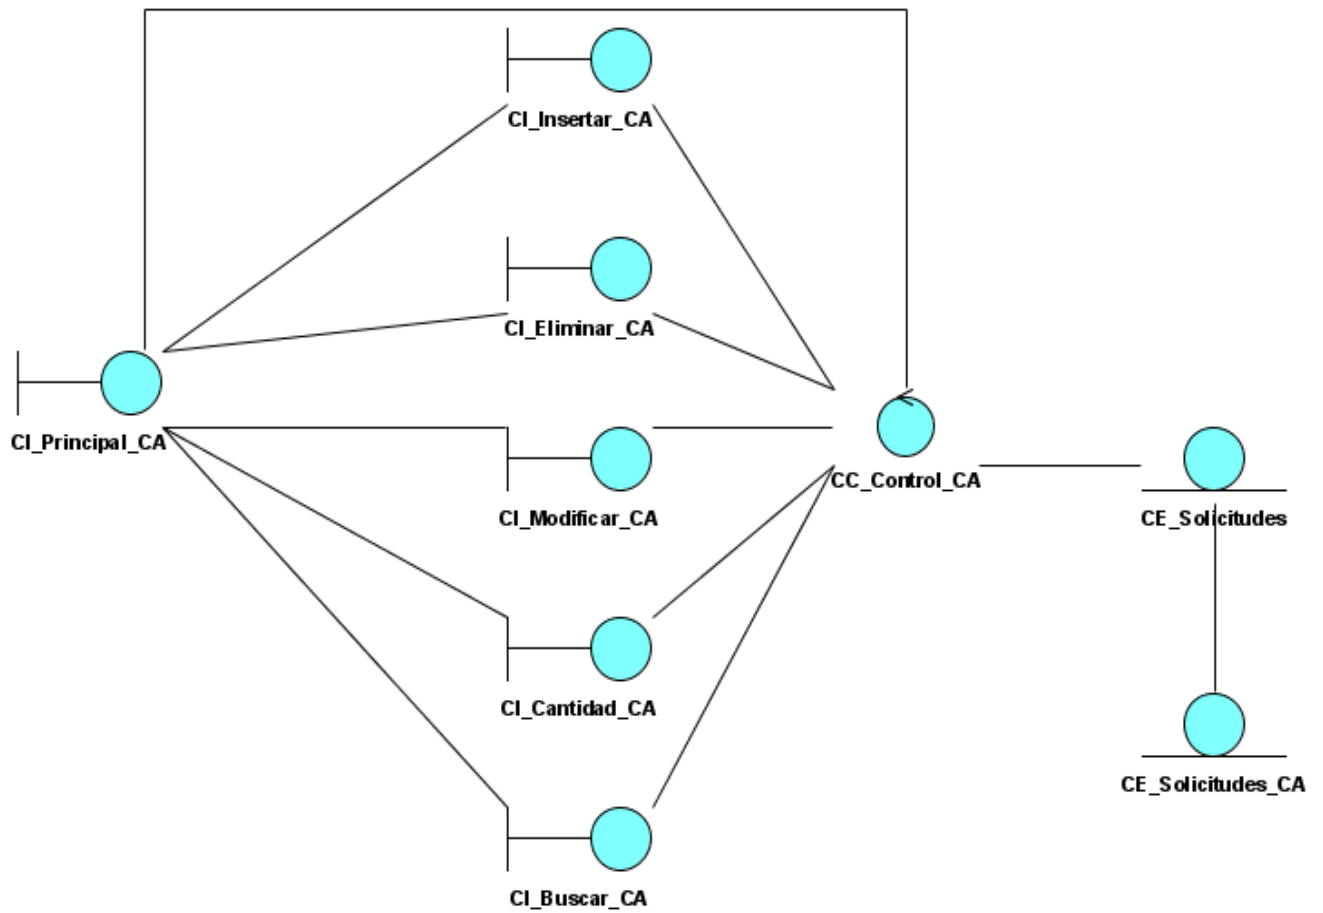 CI_Insertar_CA
CI_Eliminar_CA
CI_Principal_CA
CI_Modificar_CA
CC_Control_CA
CE_Solicitudes
CI_Cantidad_CA
CE_Solicitudes_CA
CI_Buscar_CA